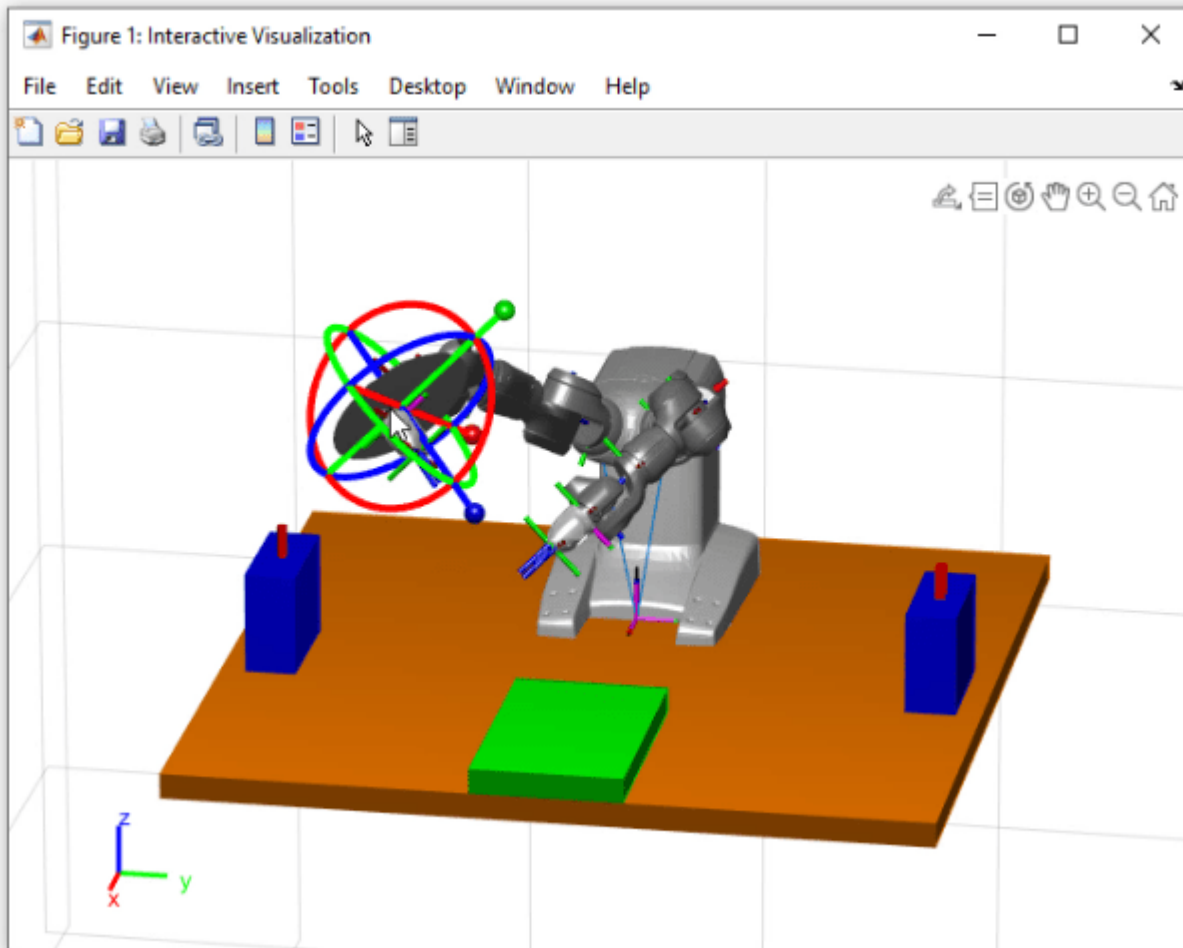 Figure 1: Interactive Visualization
File Edit View Insert Tools Desktop Window Help
z
y
x